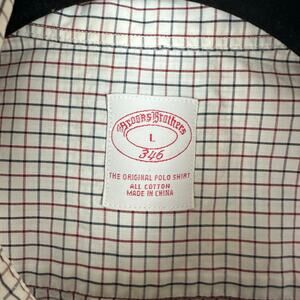 Brooks Brothers
L
346
THE ORIGINAL POLO SHIRT
ALL COTTON
MADE IN CHINA